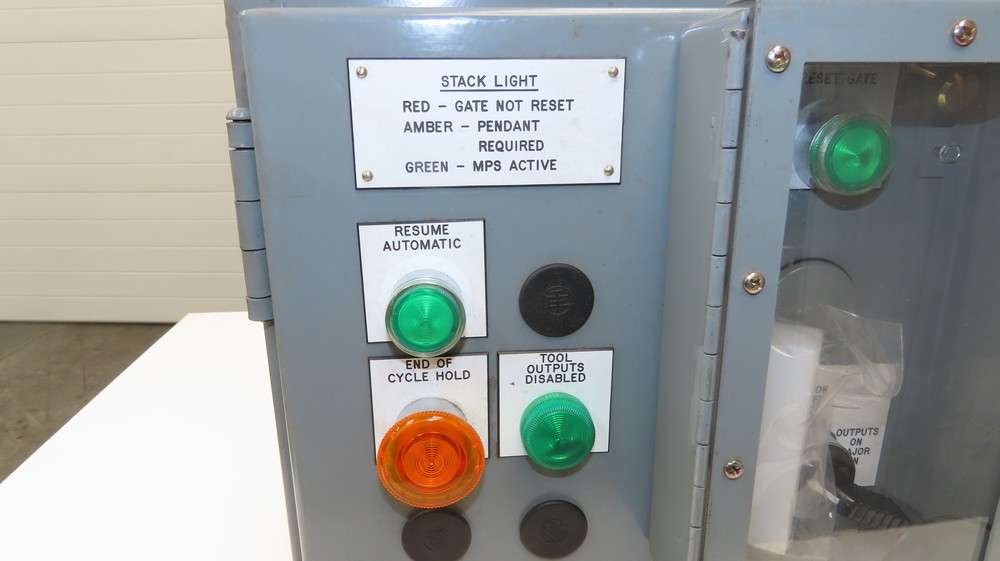 STACK LIGHT
RED – GATE NOT RESET
AMBER – PENDANT
REQUIRED
GREEN – MPS ACTIVE
RESUME
AUTOMATIC
END OF
CYCLE HOLD
TOOL
OUTPUTS
DISABLED
RESET GATE
ON
OUTPUTS
ON